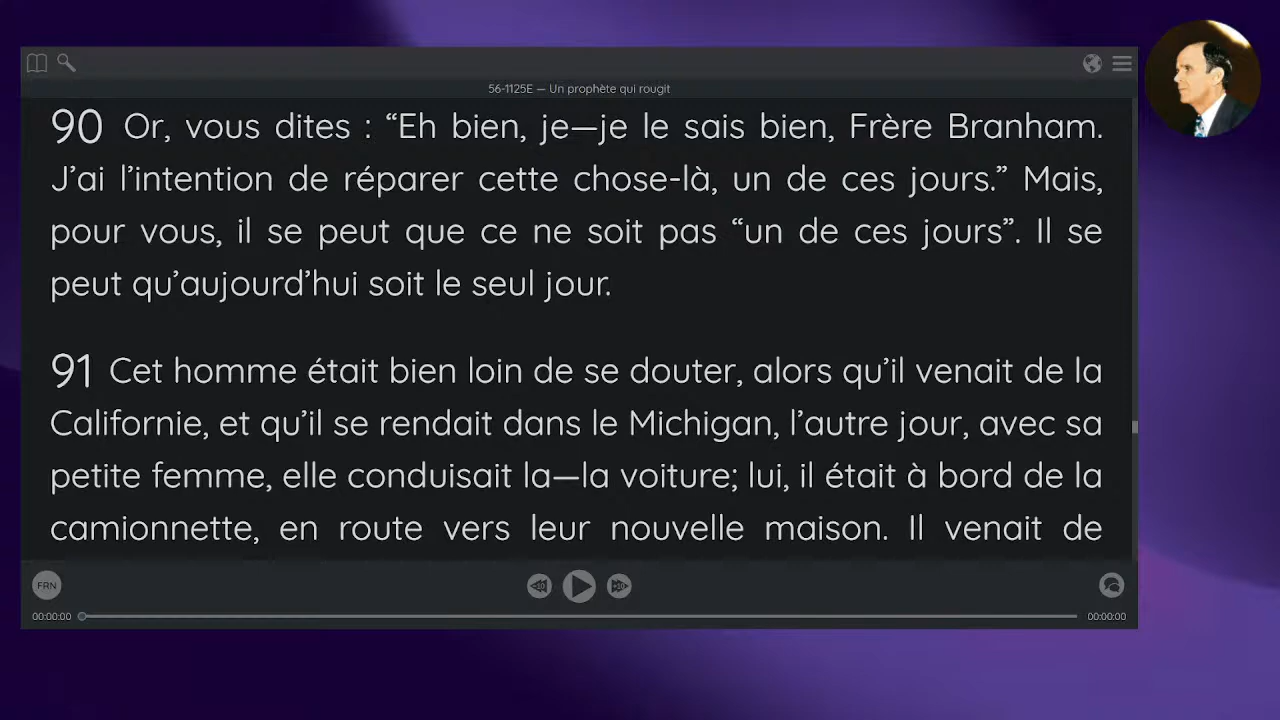 56-1125E — Un prophète qui rougit
90 Or, vous dites : “Eh bien, je—je le sais bien, Frère Branham.
J’ai l’intention de réparer cette chose-là, un de ces jours.” Mais,
pour vous, il se peut que ce ne soit pas “un de ces jours”. Il se
peut qu’aujourd’hui soit le seul jour.
91 Cet homme était bien loin de se douter, alors qu’il venait de la
Californie, et qu’il se rendait dans le Michigan, l’autre jour, avec sa
petite femme, elle conduisait la—la voiture; lui, il était à bord de la
camionnette, en route vers leur nouvelle maison. Il venait de
FRN
00:00:00
00:00:00